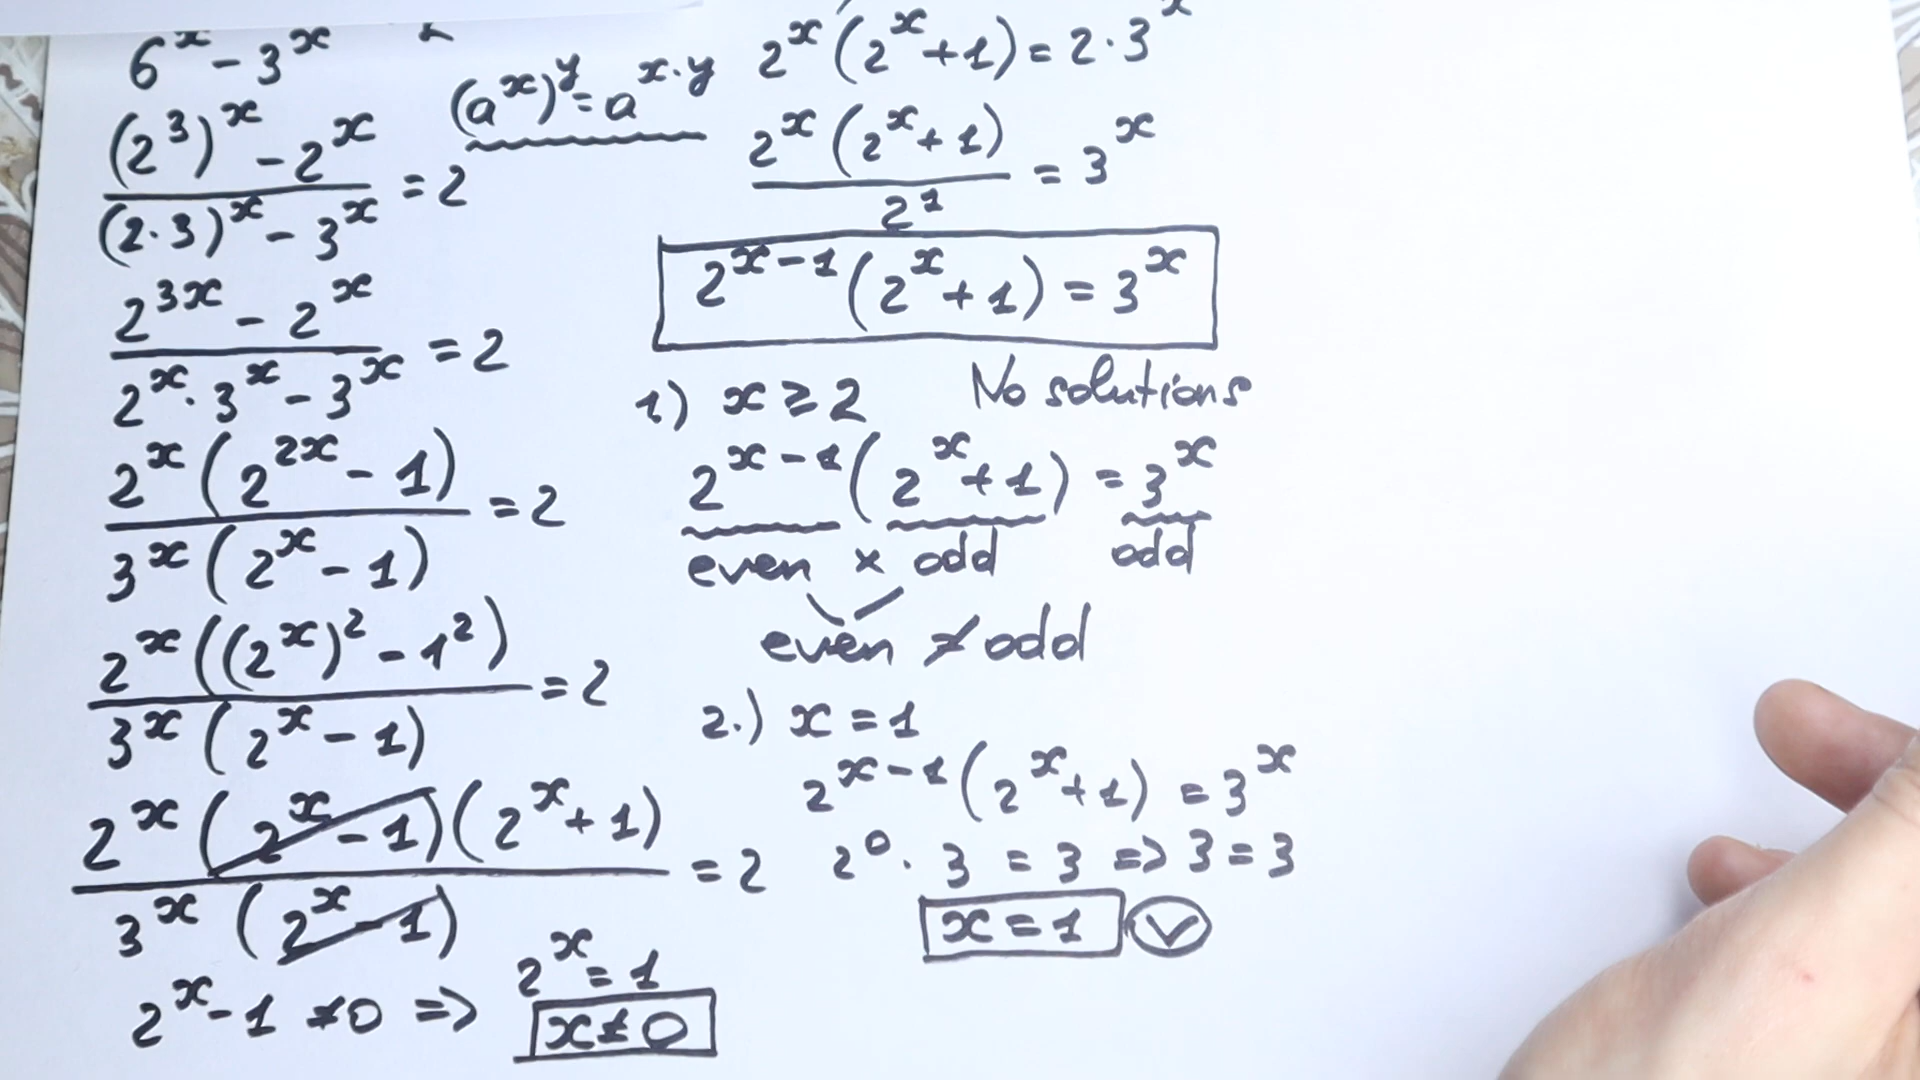 6^x - 3^x
(a^x)^y = a^{x·y}
((2^3)^x - 2^x) / ((2·3)^x - 3^x) = 2
(2^{3x} - 2^x) / (2^x · 3^x - 3^x) = 2
2^x (2^{2x} - 1) / 3^x (2^x - 1) = 2
2^x ((2^x)^2 - 1^2) / 3^x (2^x - 1) = 2
2^x (2^x - 1)(2^x + 1) / 3^x (2^x - 1) = 2
2^x - 1 ≠ 0 => 2^x = 1
x ≠ 0
2^x (2^x + 1) = 2 · 3^x
2^x (2^x + 1) / 2^1 = 3^x
2^{x-1} (2^x + 1) = 3^x
1) x ≥ 2 No solutions
2^{x-1} (2^x + 1) = 3^x
even × odd odd
even ≠ odd
2.) x = 1
2^{x-1} (2^x + 1) = 3^x
2^0 · 3 = 3 => 3 = 3
x = 1 ✓